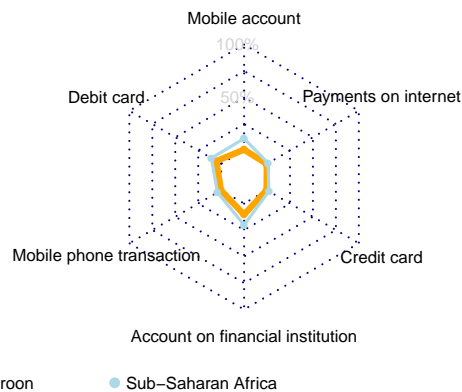 Mobile account
100%
Debit card
50%
Payments on internet
Mobile phone transaction
Credit card
Account on financial institution
roon
Sub−Saharan Africa